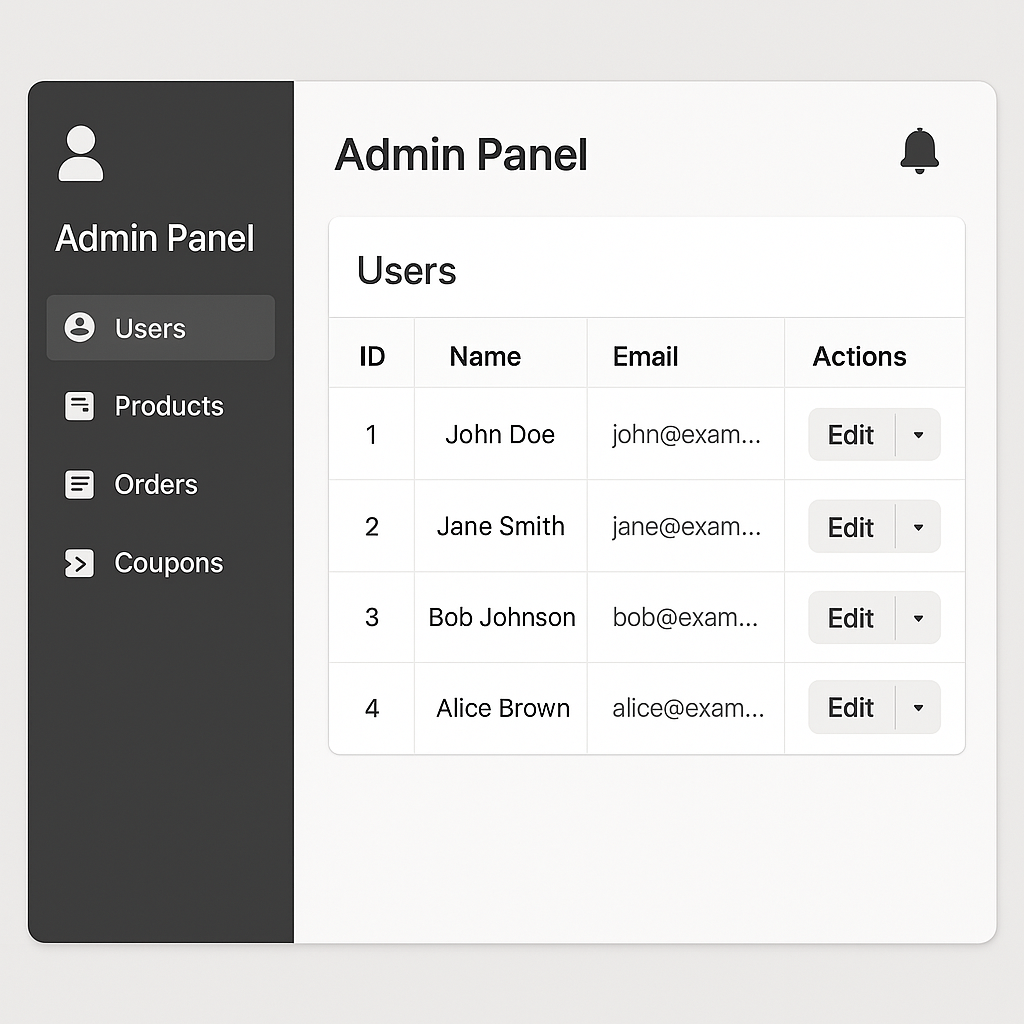 Admin Panel
Users
Products
Orders
Coupons
Admin Panel
Users
ID Name Email Actions
1 John Doe john@exam... Edit
2 Jane Smith jane@exam... Edit
3 Bob Johnson bob@exam... Edit
4 Alice Brown alice@exam... Edit